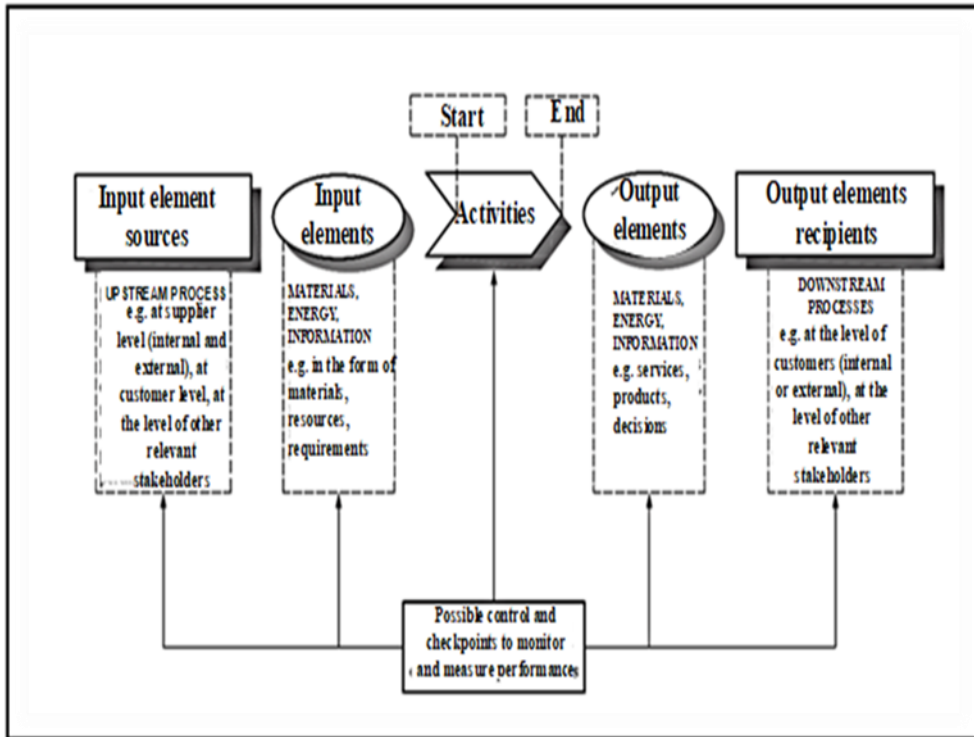 Start
End
Input element
sources
Input
elements
Activities
Output
elements
Output elements
recipients
UPSTREAM PROCESS
e.g. at supplier
level (internal and
external), at
customer level, at
the level of other
relevant
stakeholders
MATERIALS,
ENERGY,
INFORMATION
e.g. in the form of
materials,
resources,
requirements
MATERIALS,
ENERGY,
INFORMATION
e.g. services,
products,
decisions
DOWNSTREAM
PROCESSES
e.g. at the level of
customers (internal
or external), at the
level of other
relevant
stakeholders
Possible control and
checkpoints to monitor
and measure performances